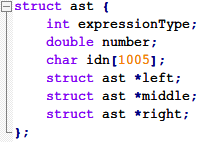 struct ast {
int expressionType;
double number;
char idn[1005];
struct ast *left;
struct ast *middle;
struct ast *right;
};